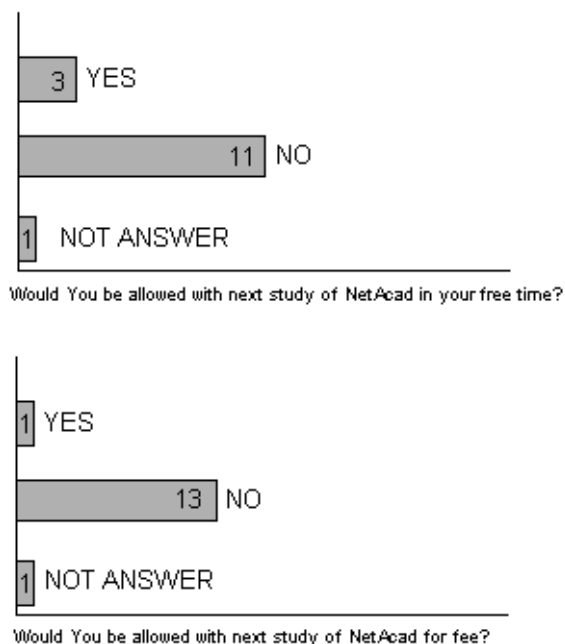 3 YES
11 NO
1 NOT ANSWER
Would You be allowed with next study of NetAcad in your free time?
1 YES
13 NO
1 NOT ANSWER
Would You be allowed with next study of NetAcad for fee?